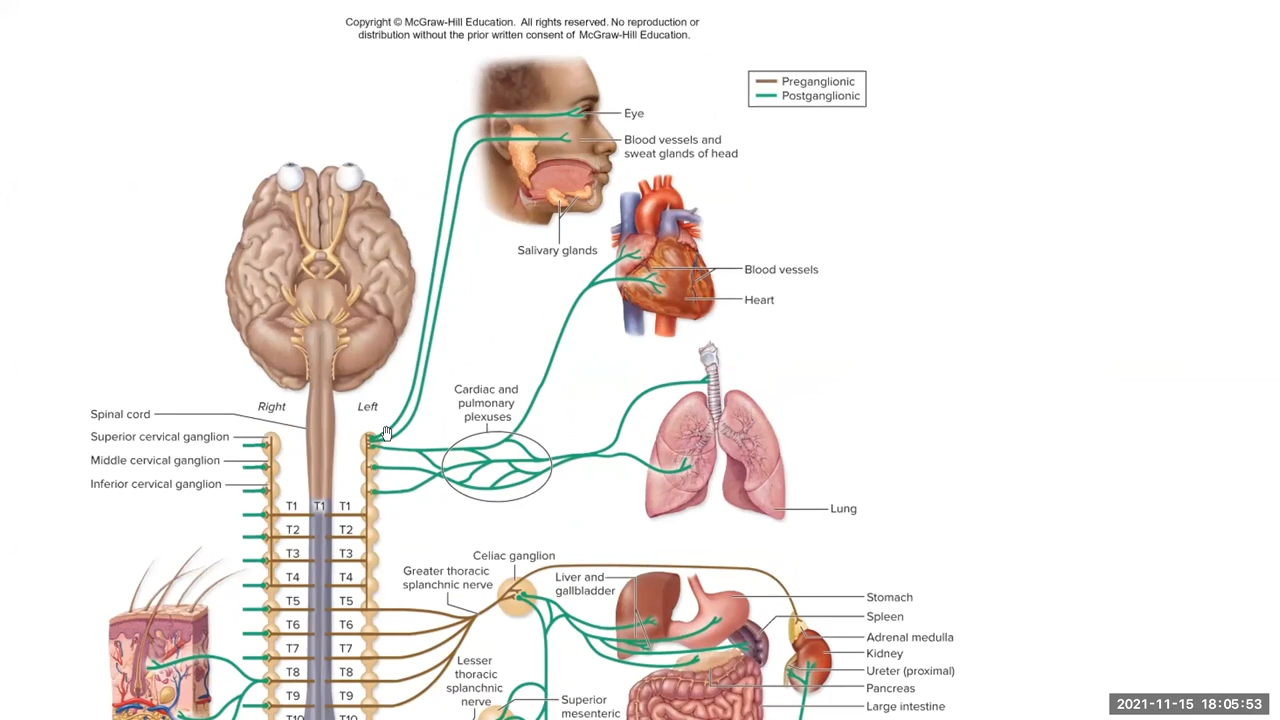 Copyright © McGraw-Hill Education. All rights reserved. No reproduction or
distribution without the prior written consent of McGraw-Hill Education.
Preganglionic
Postganglionic
Eye
Blood vessels and
sweat glands of head
Salivary glands
Blood vessels
Heart
Cardiac and
pulmonary
plexuses
Right
Left
Spinal cord
Superior cervical ganglion
Middle cervical ganglion
Inferior cervical ganglion
T1 T1 T1
T2 T2
T3 T3
T4 T4
T5 T5
T6 T6
T7 T7
T8 T8
T9 T9
T10 T10
Lung
Celiac ganglion
Greater thoracic
splanchnic nerve
Liver and
gallbladder
Stomach
Spleen
Adrenal medulla
Kidney
Ureter (proximal)
Pancreas
Large intestine
Lesser
thoracic
splanchnic
nerve
Superior
mesenteric
2021-11-15 18:05:53